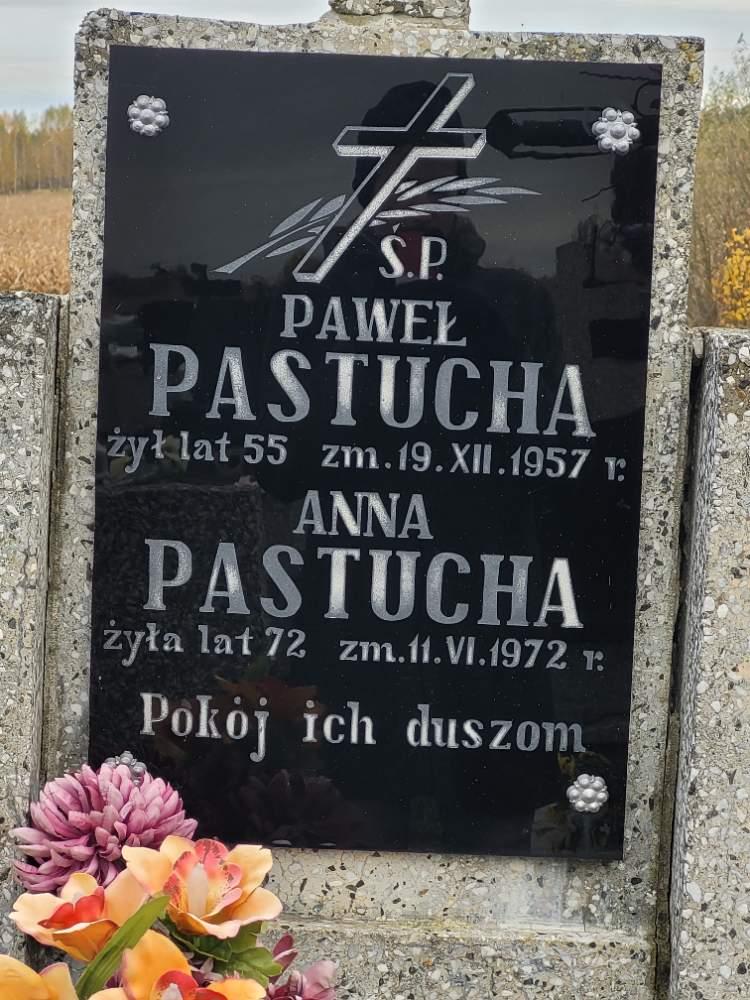 Ś.P.
PAWEŁ
PASTUCHA
żył lat 55 zm. 19. XII. 1957 r.
ANNA
PASTUCHA
żyła lat 72 zm. 11. VI. 1972 r.
Pokój ich duszom